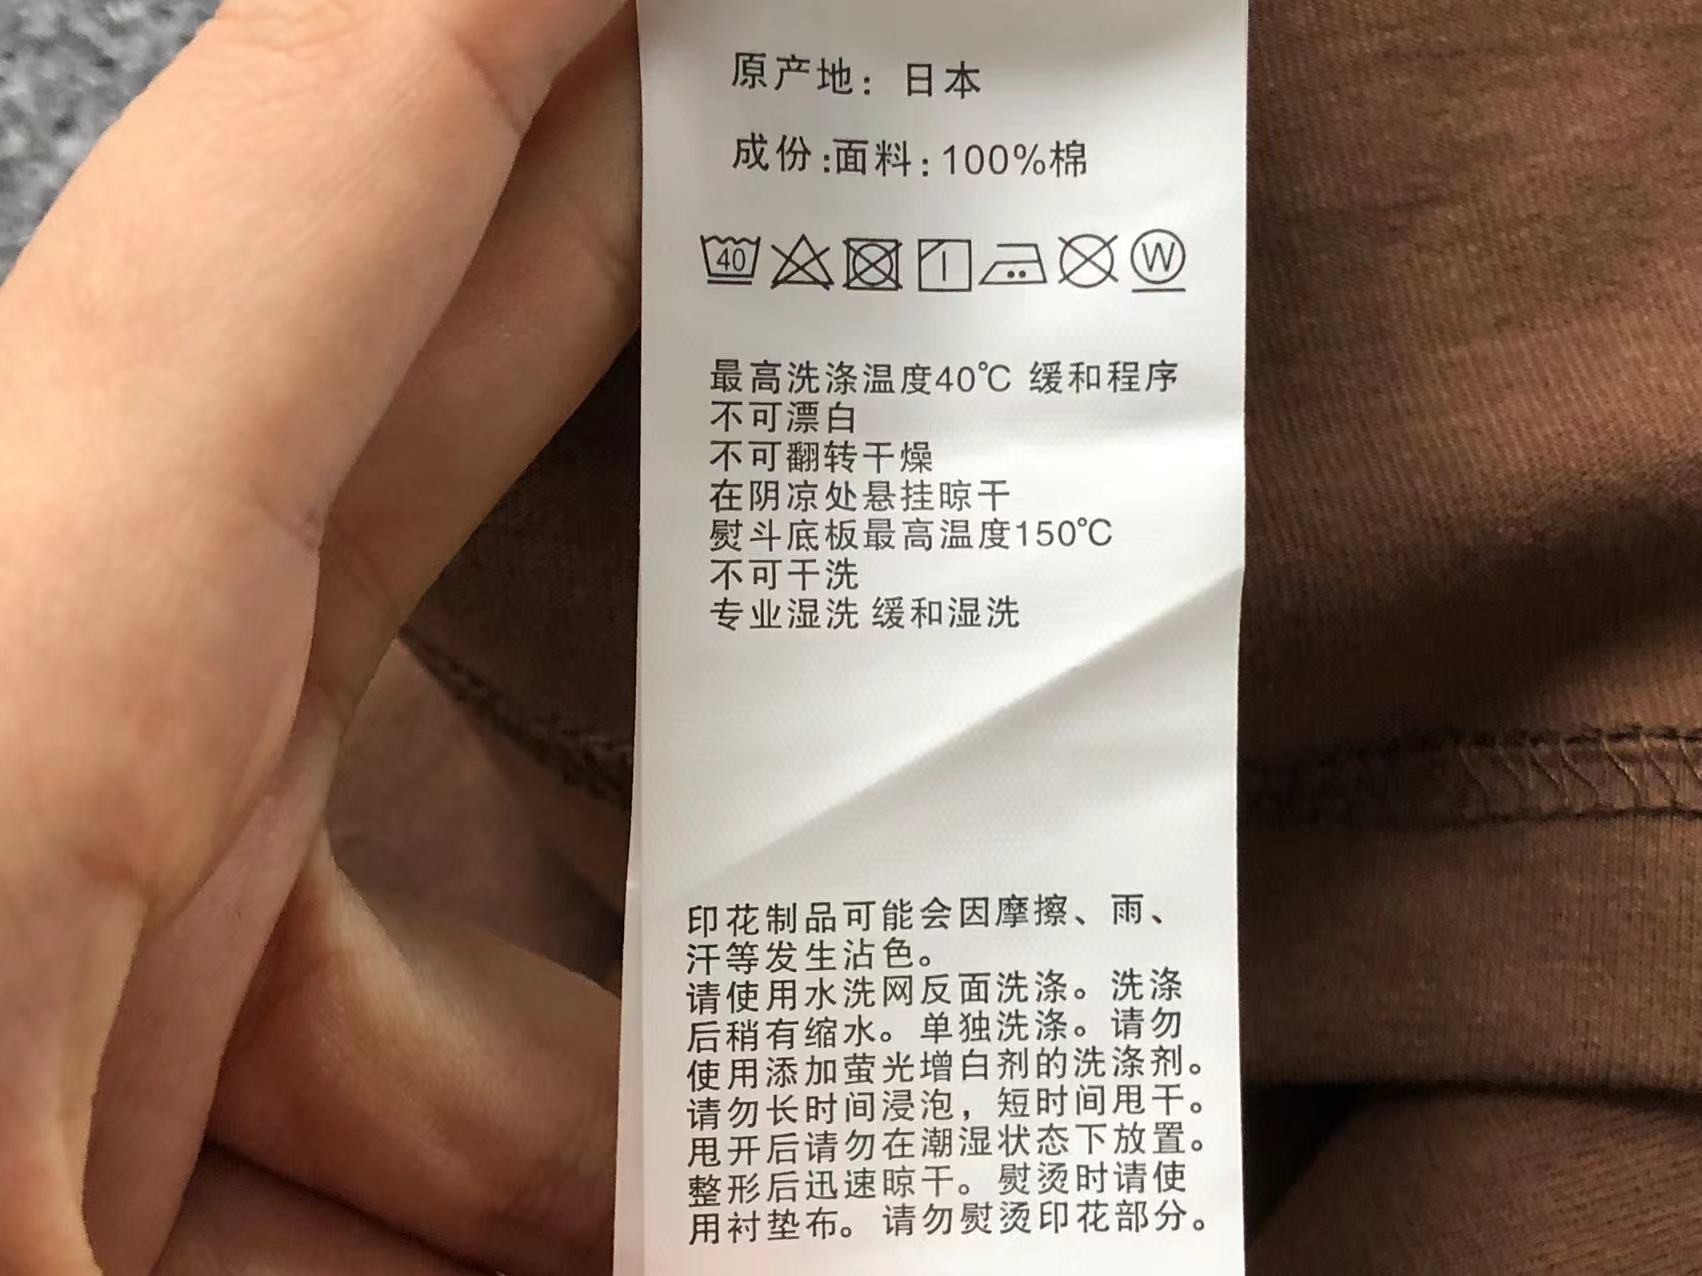 原产地：日本
成份:面料：100%棉
40 W
最高洗涤温度40℃ 缓和程序
不可漂白
不可翻转干燥
在阴凉处悬挂晾干
熨斗底板最高温度150℃
不可干洗
专业湿洗 缓和湿洗
印花制品可能会因摩擦、雨、
汗等发生沾色。
请使用水洗网反面洗涤。洗涤
后稍有缩水。单独洗涤。请勿
使用添加萤光增白剂的洗涤剂。
请勿长时间浸泡，短时间甩干。
甩开后请勿在潮湿状态下放置。
整形后迅速晾干。熨烫时请使
用衬垫布。请勿熨烫印花部分。